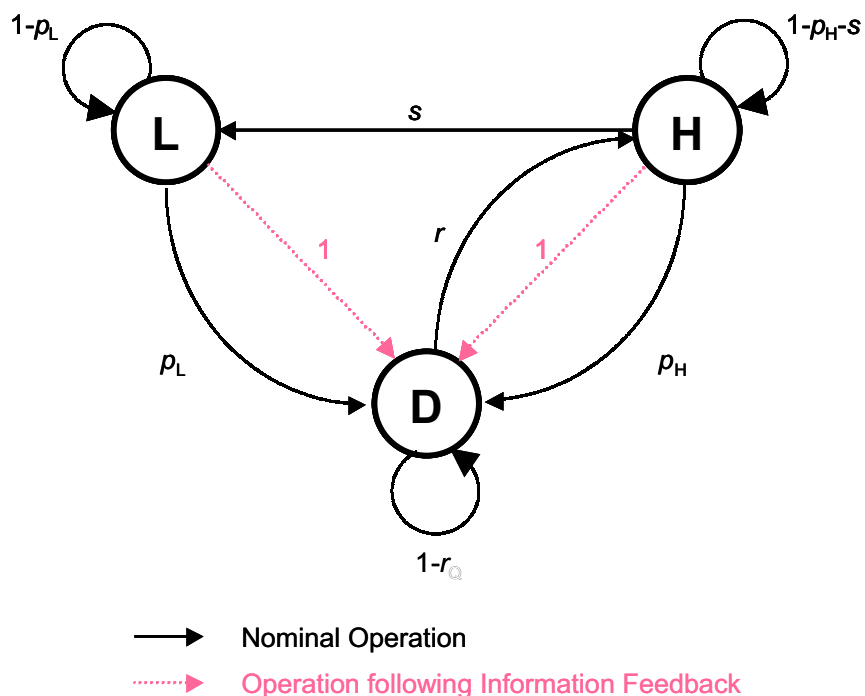 1-pL
1-pH-s
s
L
H
r
1
1
pL
pH
D
1-rQ
Nominal Operation
Operation following Information Feedback